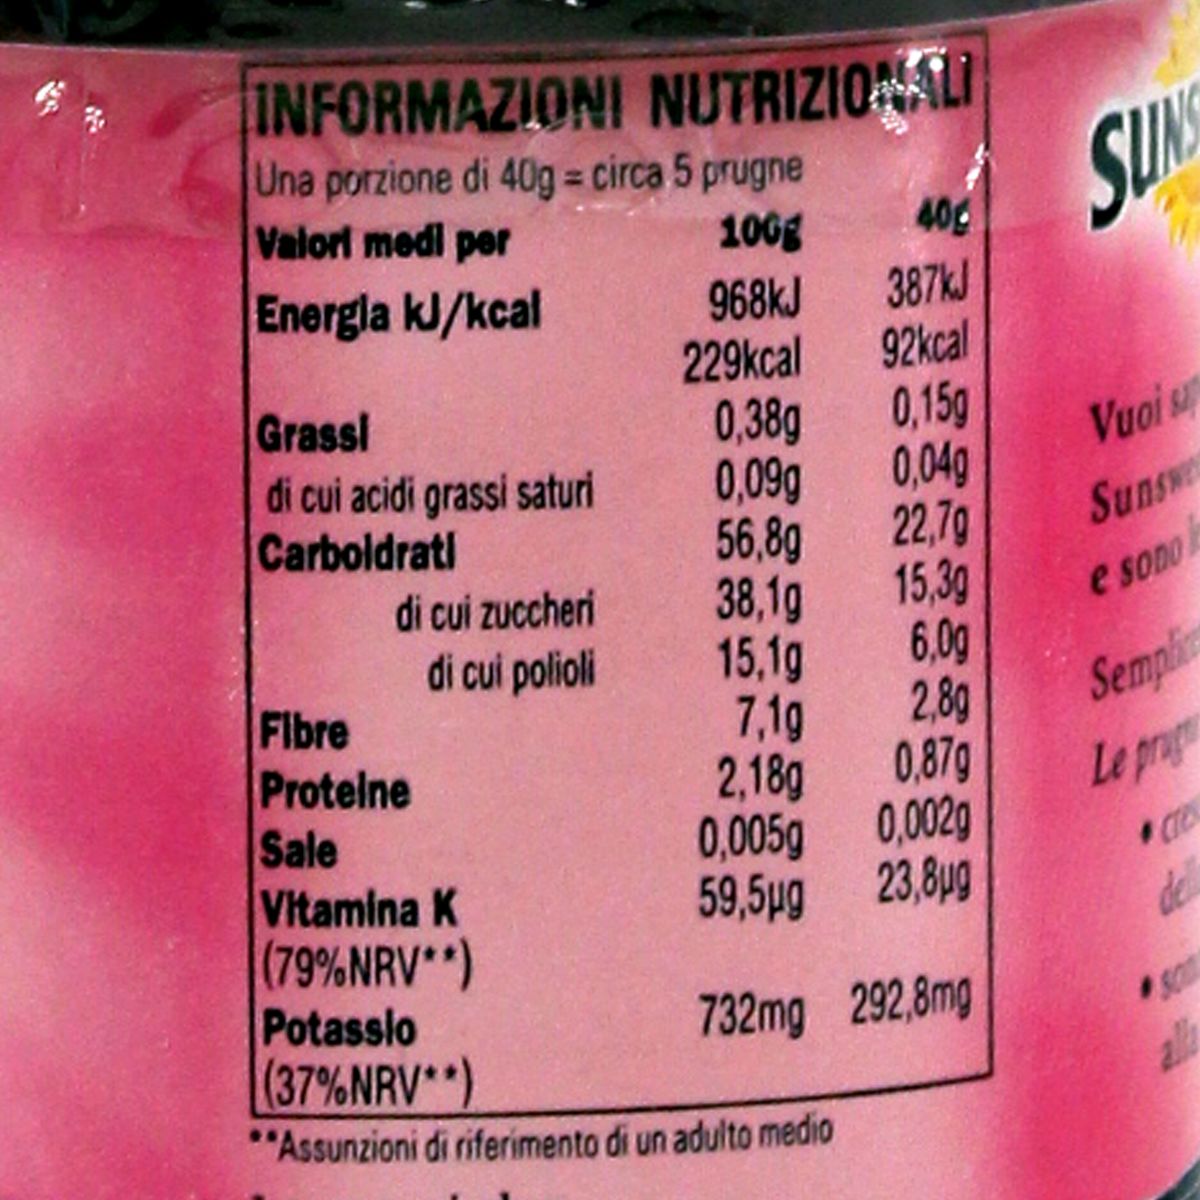 INFORMAZIONI NUTRIZIONALI
Una porzione di 40g = circa 5 prugne
Valori medi per 100g 40g
Energia kJ/kcal 968kJ 387kJ
229kcal 92kcal
Grassi 0,38g 0,15g
di cui acidi grassi saturi 0,09g 0,04g
Carboidrati 56,8g 22,7g
di cui zuccheri 38,1g 15,3g
di cui polioli 15,1g 6,0g
Fibre 7,1g 2,8g
Proteine 2,18g 0,87g
Sale 0,005g 0,002g
Vitamina K 59,5µg 23,8µg
(79%NRV**)
Potassio 732mg 292,8mg
(37%NRV**)
**Assunzioni di riferimento di un adulto medio
SUNS
Vuoi
e sono
Le